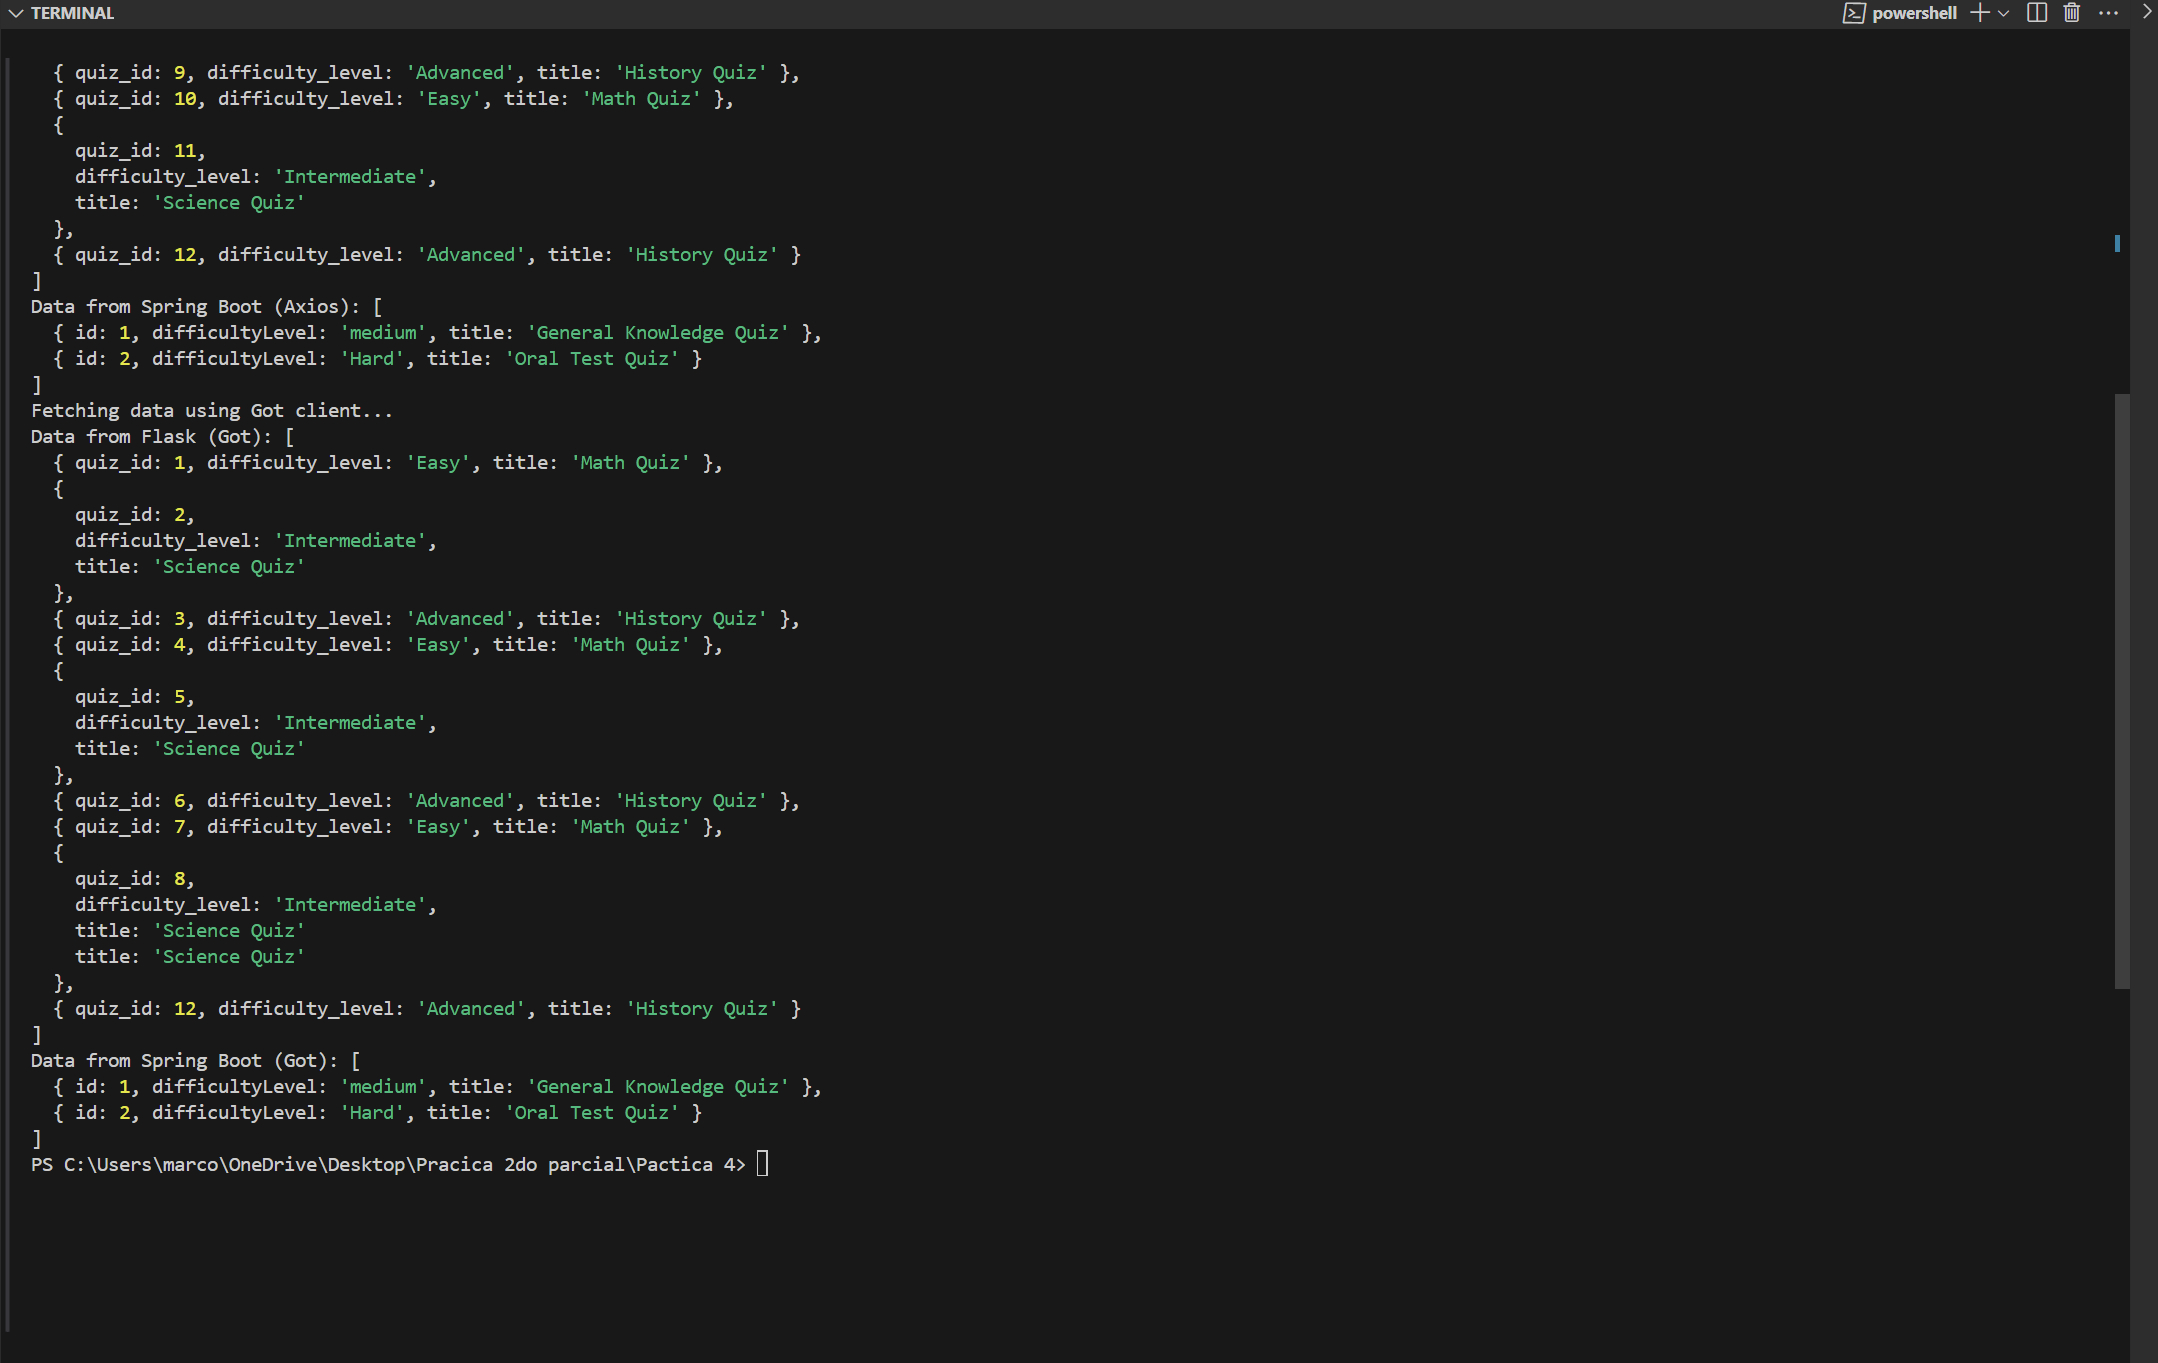 TERMINAL
powershell
{ quiz_id: 9, difficulty_level: 'Advanced', title: 'History Quiz' },
{ quiz_id: 10, difficulty_level: 'Easy', title: 'Math Quiz' },
{
quiz_id: 11,
difficulty_level: 'Intermediate',
title: 'Science Quiz'
},
{ quiz_id: 12, difficulty_level: 'Advanced', title: 'History Quiz' }
]
Data from Spring Boot (Axios): [
{ id: 1, difficultyLevel: 'medium', title: 'General Knowledge Quiz' },
{ id: 2, difficultyLevel: 'Hard', title: 'Oral Test Quiz' }
]
Fetching data using Got client...
Data from Flask (Got): [
{ quiz_id: 1, difficulty_level: 'Easy', title: 'Math Quiz' },
{
quiz_id: 2,
difficulty_level: 'Intermediate',
title: 'Science Quiz'
},
{ quiz_id: 3, difficulty_level: 'Advanced', title: 'History Quiz' },
{ quiz_id: 4, difficulty_level: 'Easy', title: 'Math Quiz' },
{
quiz_id: 5,
difficulty_level: 'Intermediate',
title: 'Science Quiz'
},
{ quiz_id: 6, difficulty_level: 'Advanced', title: 'History Quiz' },
{ quiz_id: 7, difficulty_level: 'Easy', title: 'Math Quiz' },
{
quiz_id: 8,
difficulty_level: 'Intermediate',
title: 'Science Quiz'
title: 'Science Quiz'
},
{ quiz_id: 12, difficulty_level: 'Advanced', title: 'History Quiz' }
]
Data from Spring Boot (Got): [
{ id: 1, difficultyLevel: 'medium', title: 'General Knowledge Quiz' },
{ id: 2, difficultyLevel: 'Hard', title: 'Oral Test Quiz' }
]
PS C:\Users\marco\OneDrive\Desktop\Pracica 2do parcial\Pactica 4>